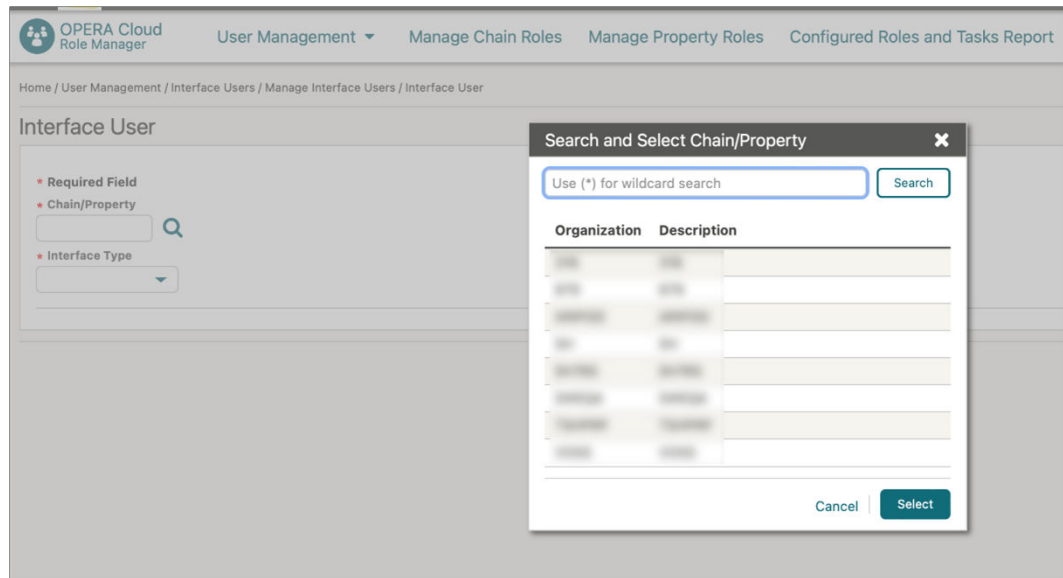 OPERA Cloud
Role Manager
User Management
Manage Chain Roles
Manage Property Roles
Configured Roles and Tasks Report
Home / User Management / Interface Users / Manage Interface Users / Interface User
Interface User
* Required Field
* Chain/Property
* Interface Type
Search and Select Chain/Property
Use (*) for wildcard search
Search
Organization Description
Cancel
Select